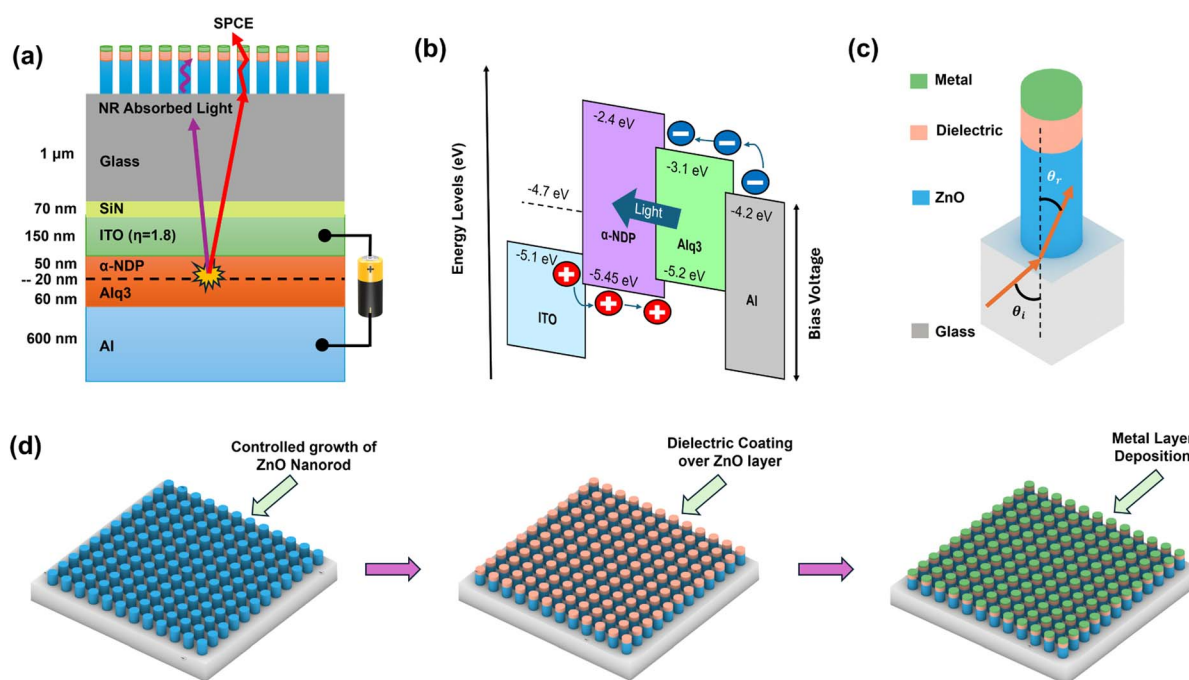 (a)
SPCE
NR Absorbed Light
1 µm
Glass
70 nm
SiN
150 nm
ITO (η=1.8)
50 nm
α-NDP
-- 20 nm
60 nm
Alq3
600 nm
Al
+
(b)
Energy Levels (eV)
-2.4 eV
-3.1 eV
-4.7 eV
-4.2 eV
Light
α-NDP
Alq3
-5.1 eV
-5.45 eV
-5.2 eV
ITO
Al
Bias Voltage
(c)
Metal
Dielectric
ZnO
Glass
θr
θi
(d)
Controlled growth of
ZnO Nanorod
Dielectric Coating
over ZnO layer
Metal Layer
Deposition